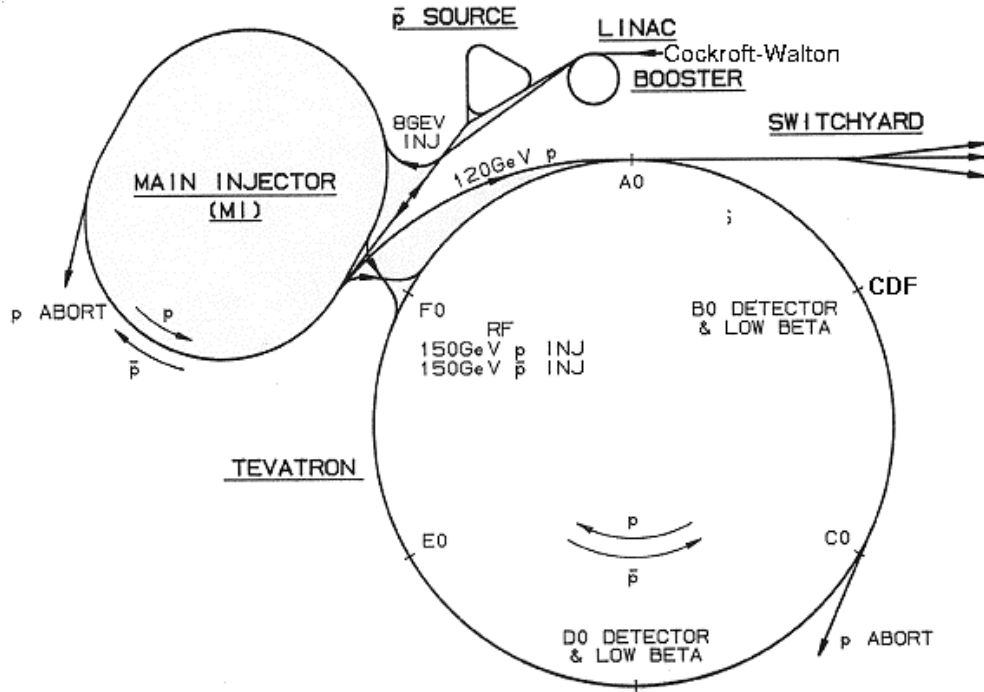 p̄ SOURCE
LINAC
Cockroft-Walton
BOOSTER
8GEV
INJ
SWITCHYARD
120GeV p
MAIN INJECTOR
(MI)
A0
CDF
p ABORT
p
p̄
F0
B0 DETECTOR
& LOW BETA
RF
150GeV p INJ
150GeV p̄ INJ
TEVATRON
p
p̄
E0
C0
D0 DETECTOR
& LOW BETA
p ABORT